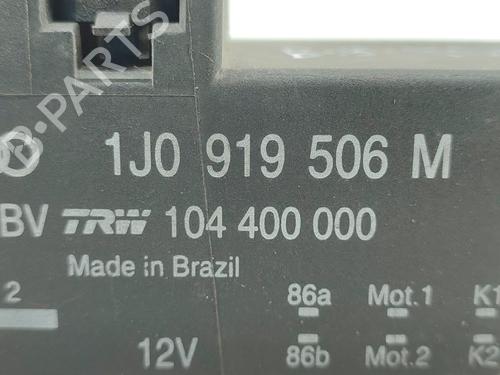 B-PARTS
1J0 919 506 M
BV TRW 104 400 000
Made in Brazil
2 86a Mot.1 K1
12V 86b Mot.2 K2